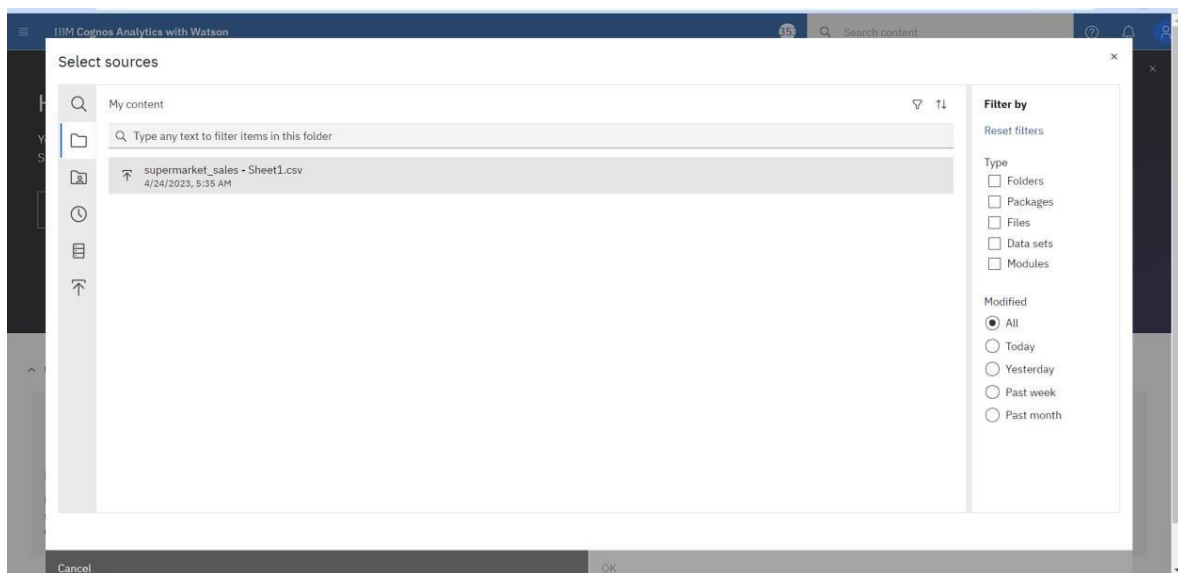 IBM Cognos Analytics with Watson
Search content
Select sources
My content
Type any text to filter items in this folder
supermarket_sales - Sheet1.csv
4/24/2023, 5:35 AM
Filter by
Reset filters
Type
Folders
Packages
Files
Data sets
Modules
Modified
All
Today
Yesterday
Past week
Past month
Cancel
OK